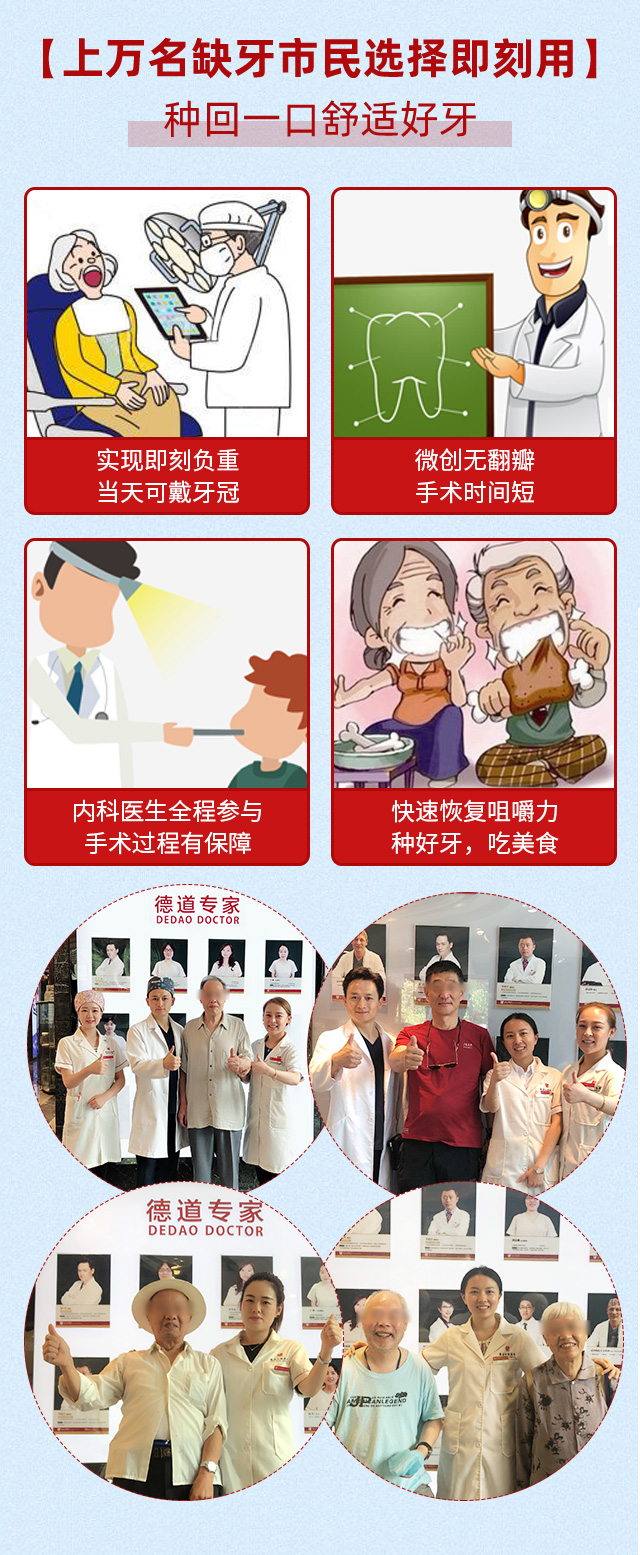 【上万名缺牙市民选择即刻用】
种回一口舒适好牙
实现即刻负重
当天可戴牙冠
微创无翻瓣
手术时间短
内科医生全程参与
手术过程有保障
快速恢复咀嚼力
种好牙，吃美食
德道专家
DEDAO DOCTOR
德道专家
DEDAO DOCTOR